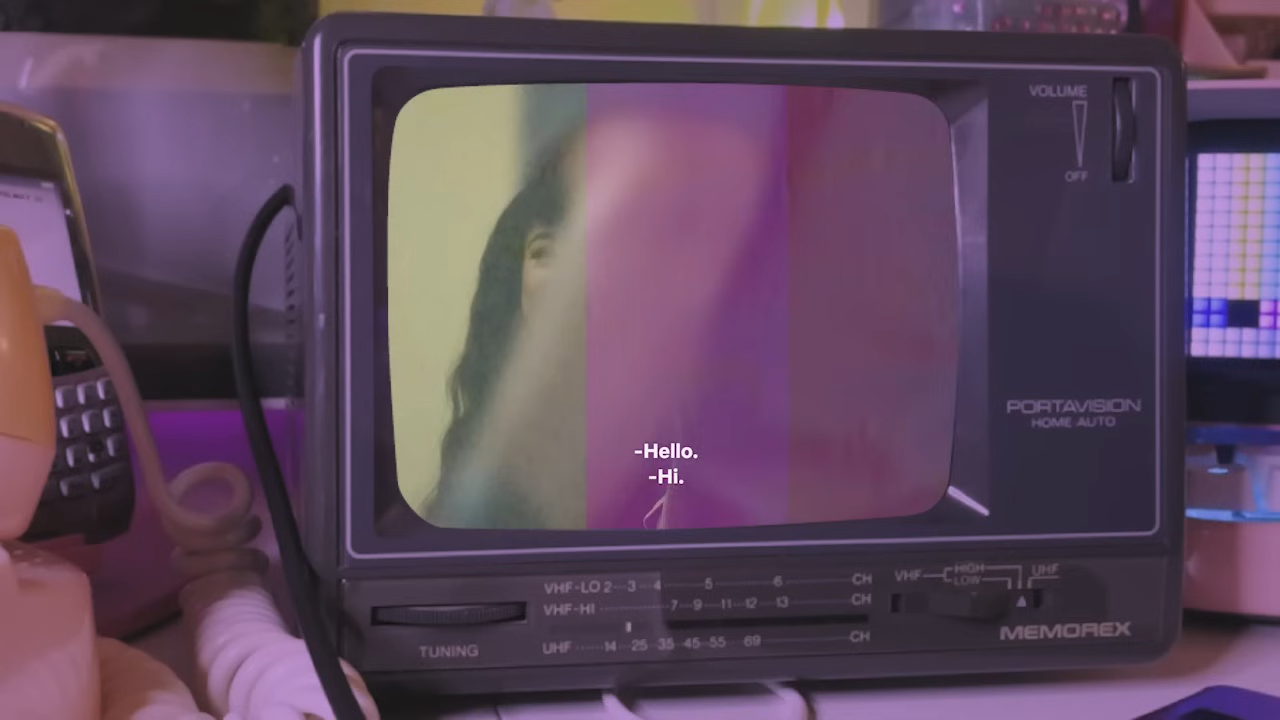 VOLUME
OFF
-Hello.
-Hi.
PORTAVISION
HOME·AUTO
VHF-LO 2 3 4 5 6 CH
VHF-HI 7 9 11 12 13 CH
UHF 14 25 35 45 55 69 CH
TUNING
VHF HIGH LOW UHF
MEMOREX